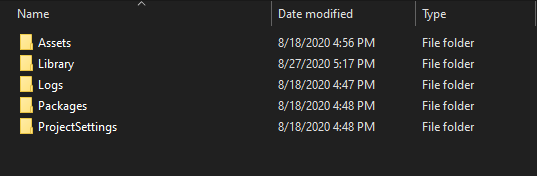 Name Date modified Type
Assets 8/18/2020 4:56 PM File folder
Library 8/27/2020 5:17 PM File folder
Logs 8/18/2020 4:47 PM File folder
Packages 8/18/2020 4:48 PM File folder
ProjectSettings 8/18/2020 4:48 PM File folder